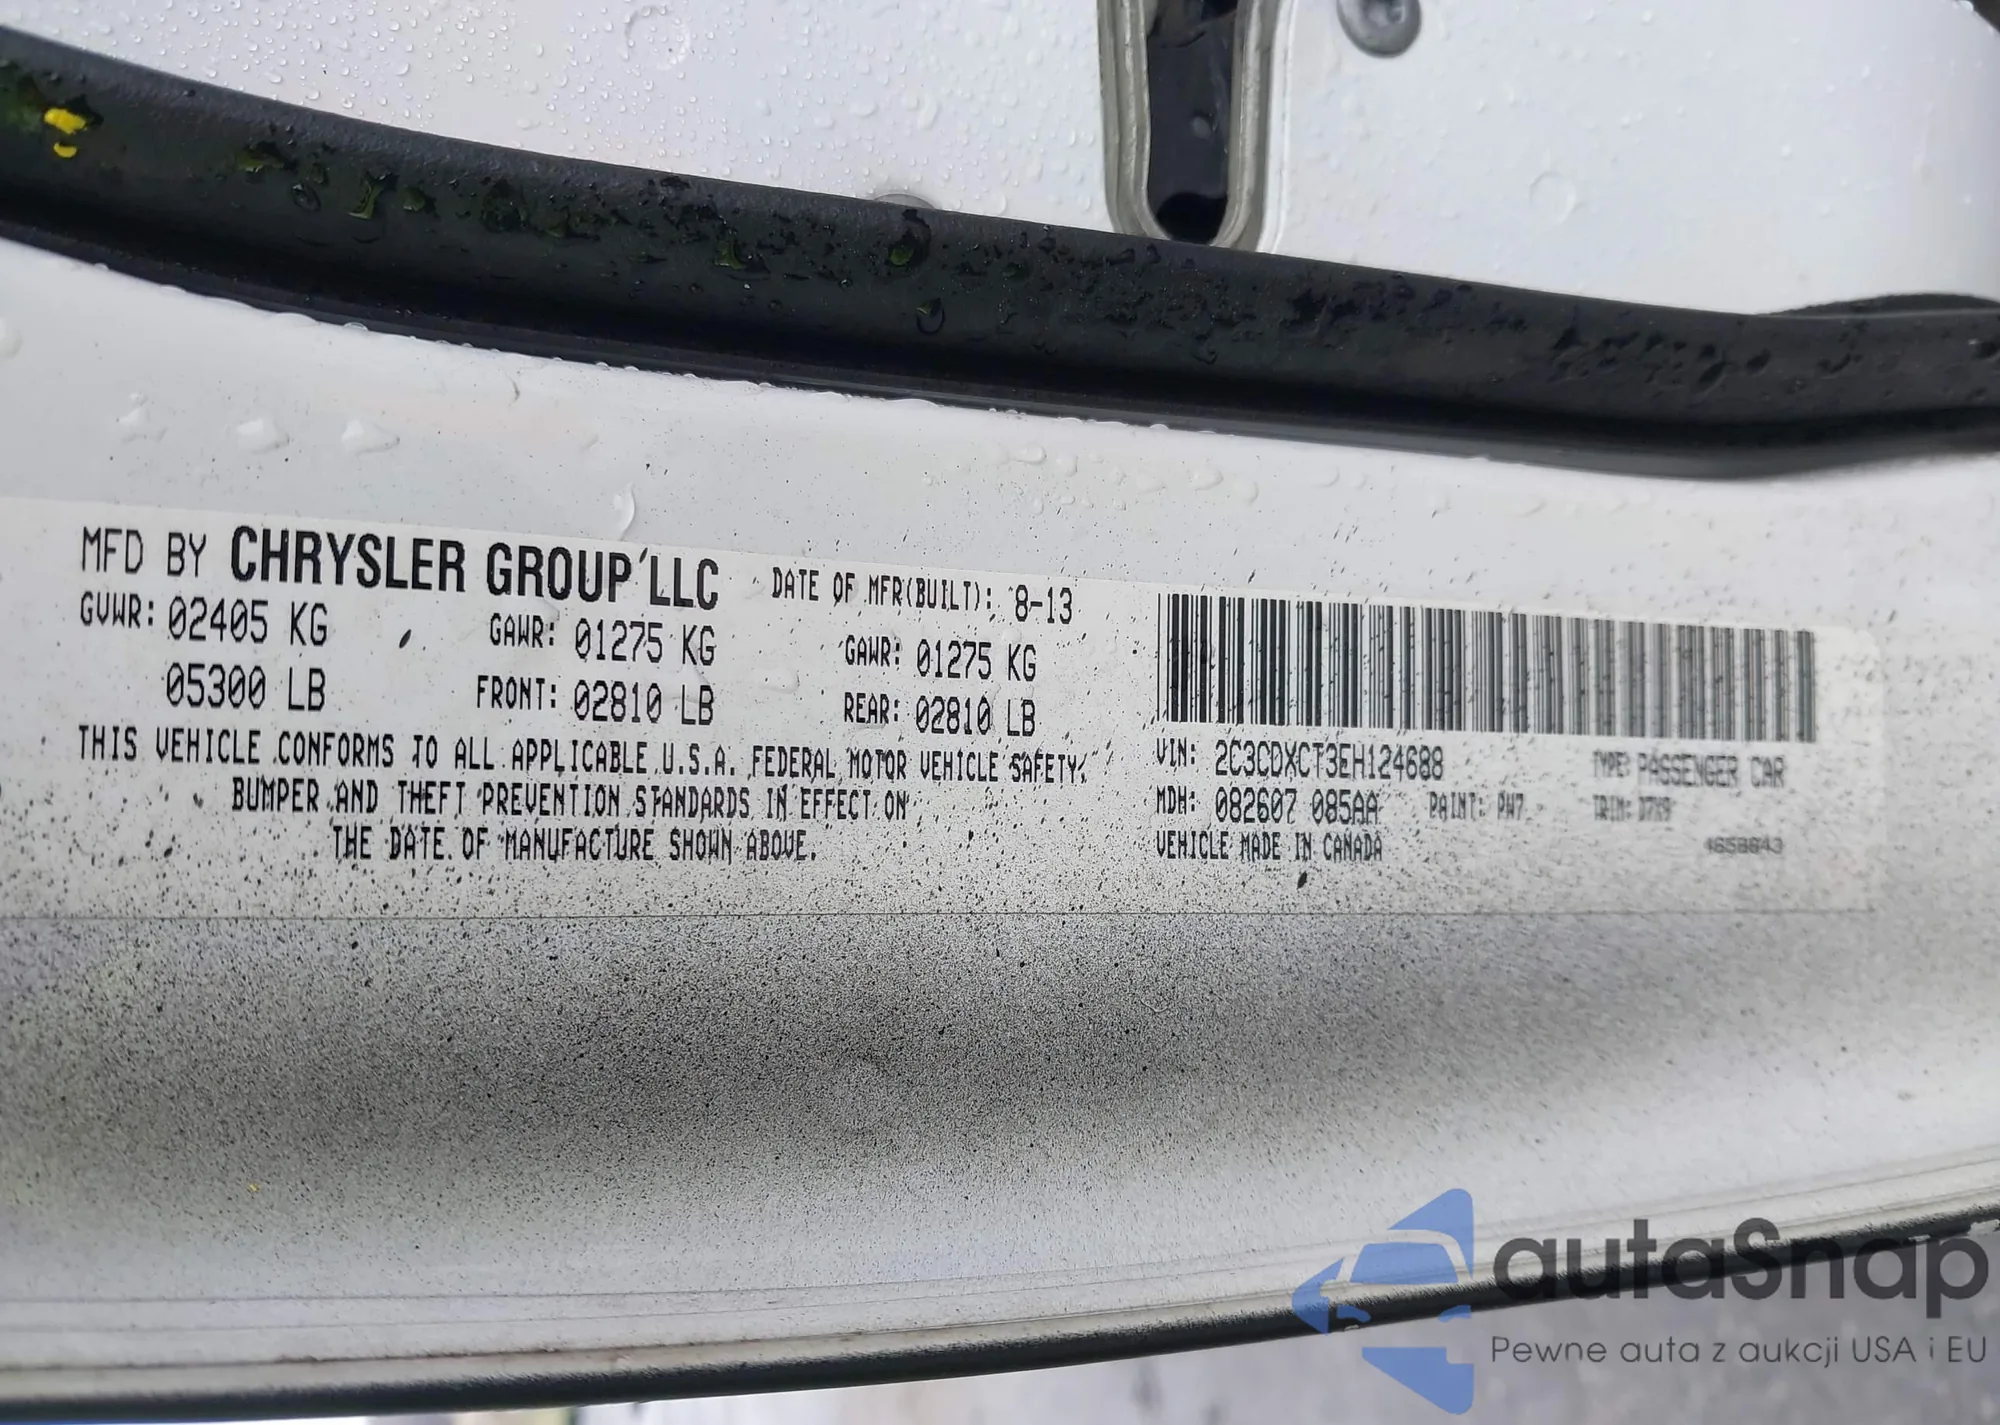 MFD BY CHRYSLER GROUP LLC DATE OF MFR(BUILT): 8-13
GVWR: 02405 KG GAWR: 01275 KG GAWR: 01275 KG
05300 LB FRONT: 02810 LB REAR: 02810 LB
THIS VEHICLE CONFORMS TO ALL APPLICABLE U.S.A. FEDERAL MOTOR VEHICLE SAFETY,
BUMPER AND THEFT PREVENTION STANDARDS IN EFFECT ON
THE DATE OF MANUFACTURE SHOWN ABOVE.
VIN: 2C3CDXCT3EH124688 TYPE: PASSENGER CAR
MDH: 082607 085AA PAINT: PW7 TRIM:
VEHICLE MADE IN CANADA
autaSnap
Pewne auta z aukcji USA i EU